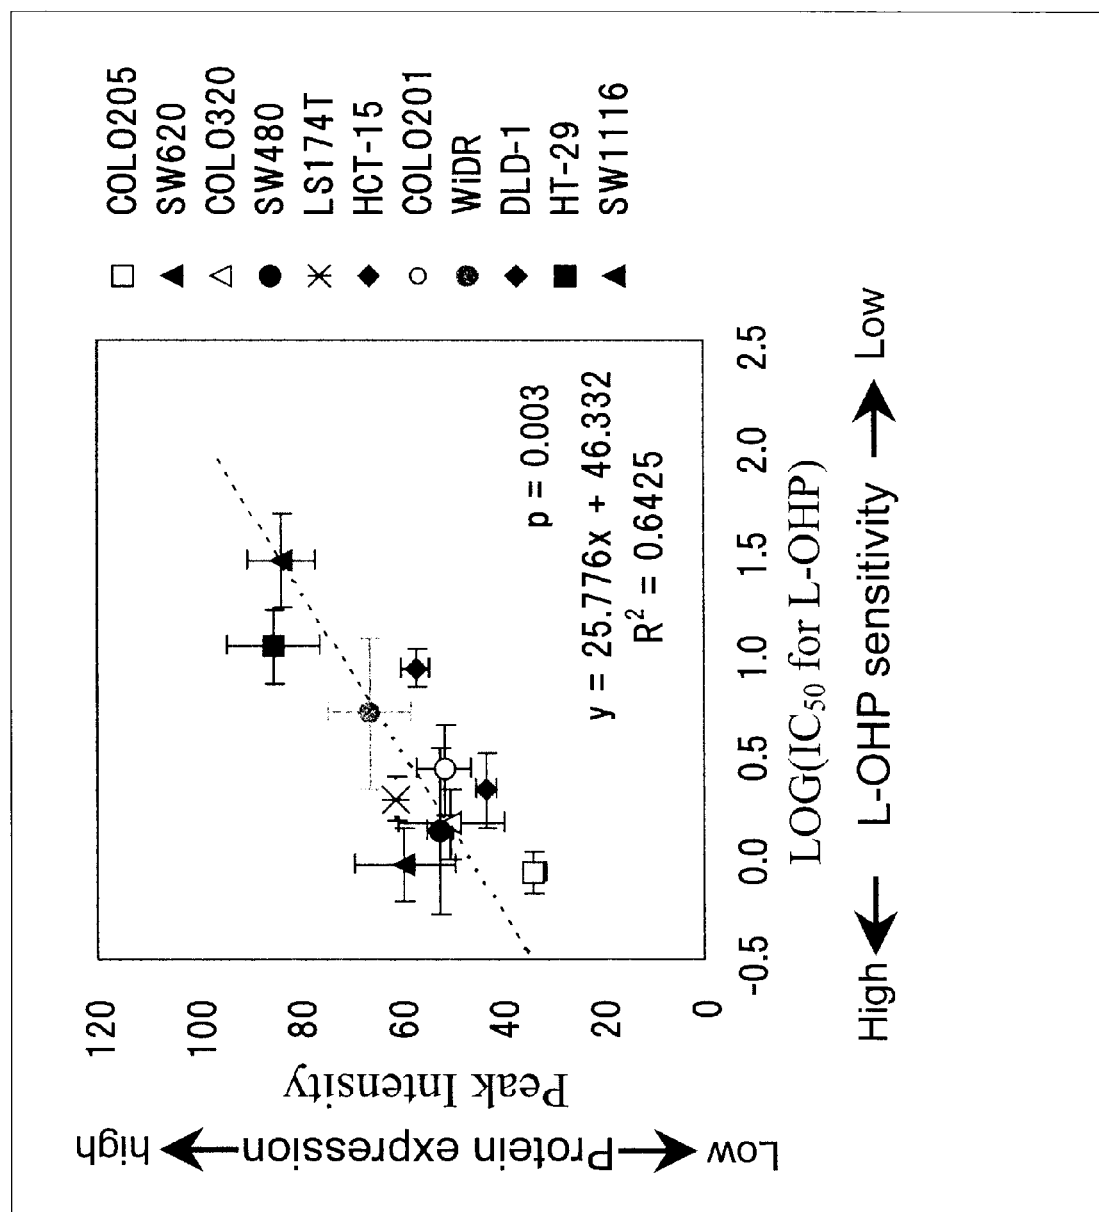 high
Protein expression
Low
Peak Intensity
120
100
80
60
40
20
0
p = 0.003
y = 25.776x + 46.332
R² = 0.6425
-0.5
0.0
0.5
1.0
1.5
2.0
2.5
LOG(IC₅₀ for L-OHP)
High
L-OHP sensitivity
Low
COLO205
SW620
COLO320
SW480
LS174T
HCT-15
COLO201
WiDR
DLD-1
HT-29
SW1116